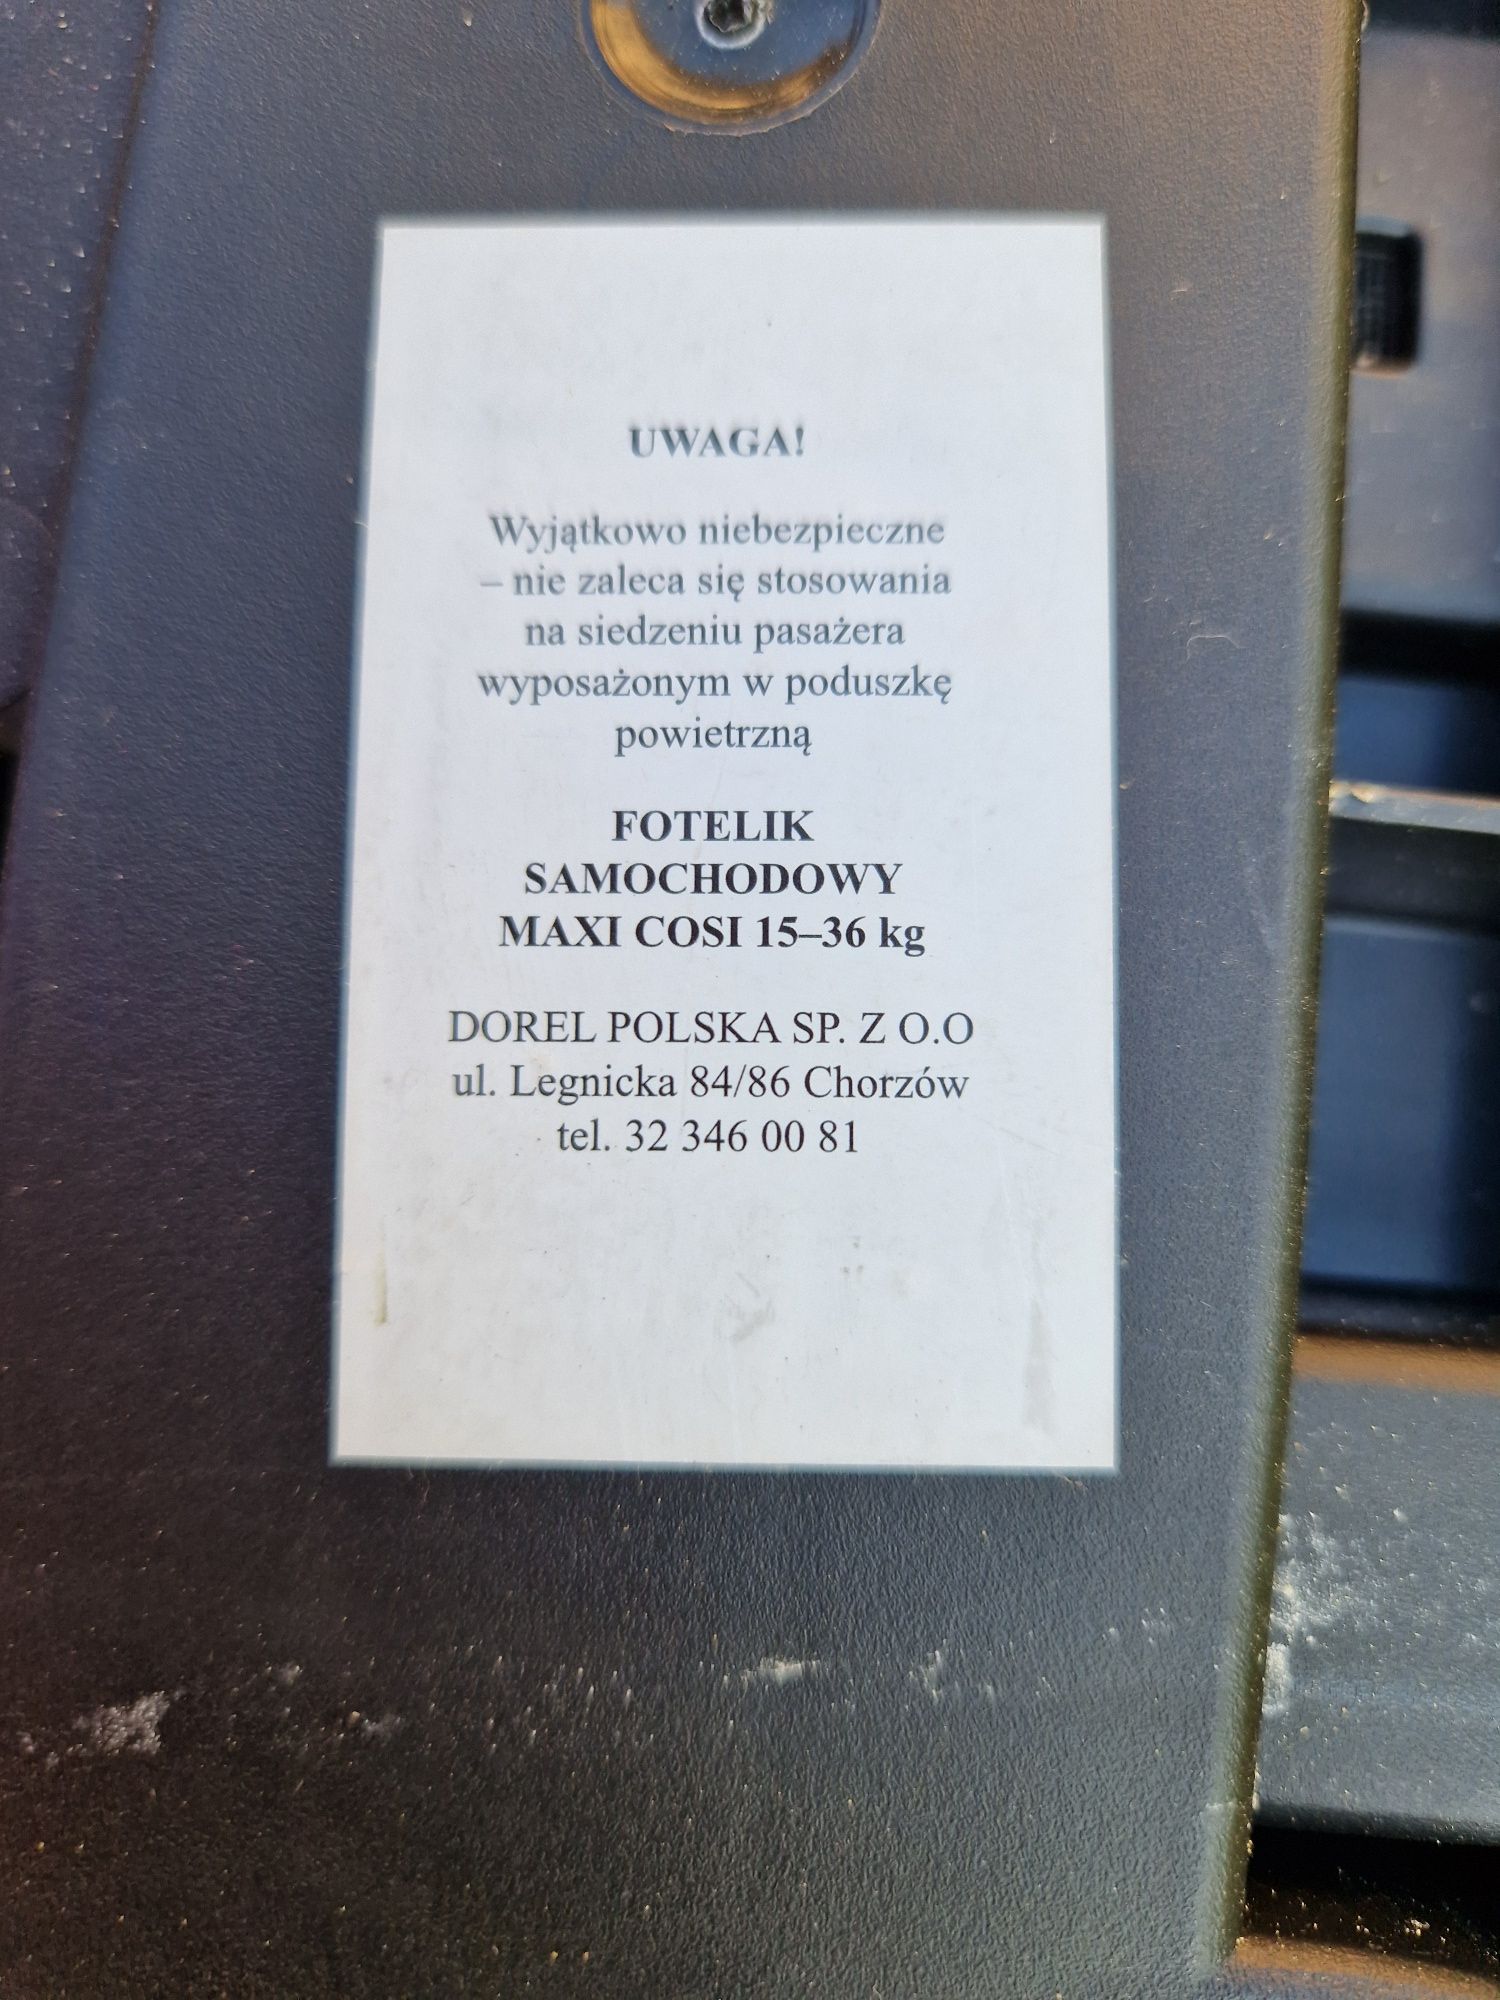 UWAGA!
Wyjątkowo niebezpieczne
– nie zaleca się stosowania
na siedzeniu pasażera
wyposażonym w poduszkę
powietrzną
FOTELIK
SAMOCHODOWY
MAXI COSI 15–36 kg
DOREL POLSKA SP. Z O.O
ul. Legnicka 84/86 Chorzów
tel. 32 346 00 81